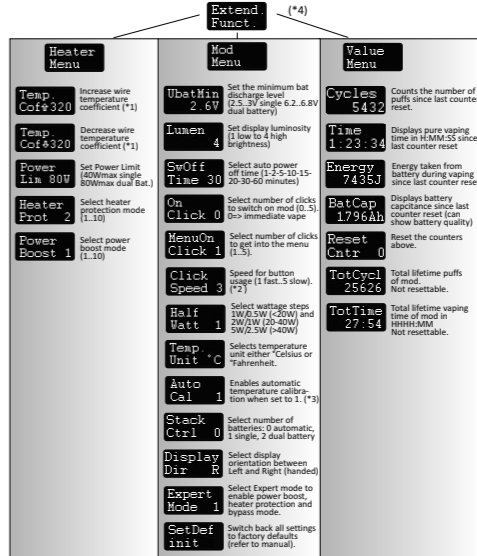 Extend.
Funct.
(*4)
Heater
Menu
Temp.
Cof⇧320
Increase wire
temperature
coefficient (*1)
Temp.
Cof⇩320
Decrease wire
temperature
coefficient (*1)
Power
Lim 80W
Set Power Limit
(40Wmax single
80Wmax dual Bat.)
Heater
Prot 2
Select heater
protection mode
(1..10)
Power
Boost 1
Select power
boost mode
(1..10)
Mod
Menu
UbatMin
2.6V
Set the minimum bat
discharge level
(2.5..3V single 6.2..6.8V
dual battery)
Lumen
4
Set display luminosity
(1 low to 4 high
brightness)
SwOff
Time 30
Select auto power
off time (1-2-5-10-15-
20-30-60 minutes)
On
Click 0
Select number of clicks
to switch on mod (0..5).
0=> immediate vape
MenuOn
Click 1
Select number of clicks
to get into the menu
(1..5).
Click
Speed 3
Speed for button
usage (1 fast..5 slow).
(*2 )
Half
Watt 1
Select wattage steps
1W/0.5W (<20W) and
2W/1W (20-40W)
5W/2.5W (>40W)
Temp.
Unit °C
Selects temperature
unit either °Celsius or
°Fahrenheit.
Auto
Cal 1
Enables automatic
temperature calibra-
tion when set to 1. (*3)
Stack
Ctrl 0
Select number of
batteries: 0 automatic,
1 single, 2 dual battery
Display
Dir R
Select display
orientation between
Left and Right (handed)
Expert
Mode 1
Select Expert mode to
enable power boost,
heater protection and
bypass mode.
SetDef
init
Switch back all settings
to factory defaults
(refer to manual).
Value
Menu
Cycles
5432
Counts the number of
puffs since last counter
reset.
Time
1:23:34
Displays pure vaping
time in H:MM:SS since
last counter reset
Energy
7435J
Energy taken from
battery during vaping
since last counter reset
BatCap
1.796Ah
Displays battery
capcitance since last
counter reset (can
show battery quality)
Reset
Cntr 0
Reset the counters
above.
TotCycl
25626
Total lifetime puffs
of mod.
Not resettable.
TotTime
27:54
Total lifetime vaping
time of mod in
HHHH:MM
Not resettable.